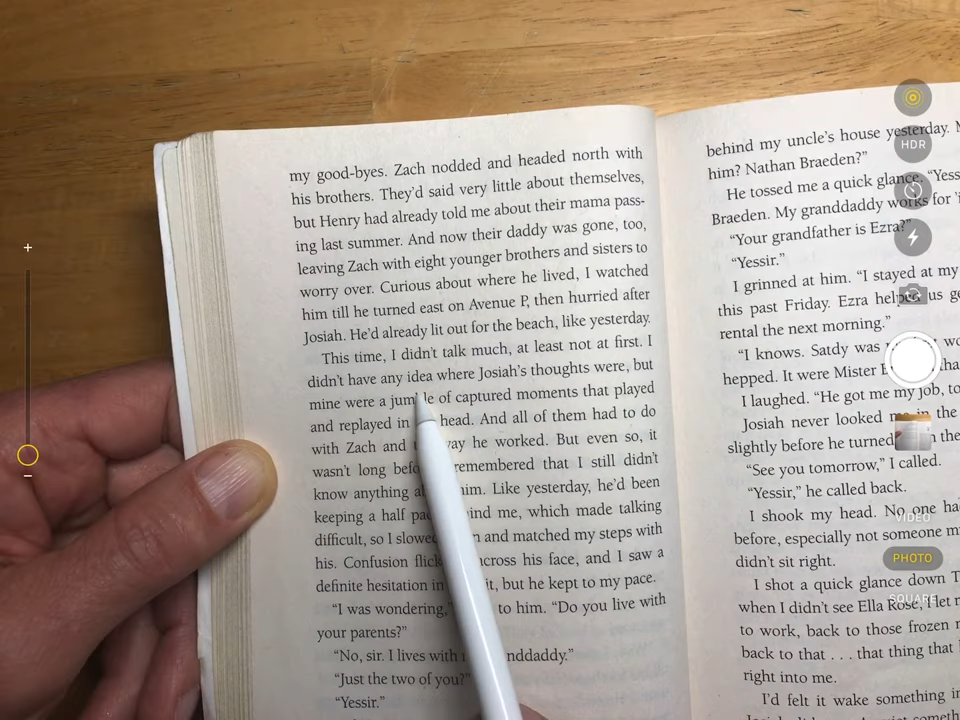 my good-byes. Zach nodded and headed north with
his brothers. They'd said very little about themselves,
but Henry had already told me about their mama pass-
ing last summer. And now their daddy was gone, too,
leaving Zach with eight younger brothers and sisters to
worry over. Curious about where he lived, I watched
him till he turned east on Avenue P, then hurried after
Josiah. He'd already lit out for the beach, like yesterday.
This time, I didn't talk much, at least not at first. I
didn't have any idea where Josiah's thoughts were, but
mine were a jumble of captured moments that played
and replayed in head. And all of them had to do
with Zach and way he worked. But even so, it
wasn't long remembered that I still didn't
know anything him. Like yesterday, he'd been
keeping a half me, which made talking
difficult, so I slowed and matched my steps with
his. Confusion across his face, and I saw a
definite hesitation in it, but he kept to my pace.
"I was wondering," to him. "Do you live with
your parents?"
"No, sir. I lives with
"Just the two of you?"
"Yessir."
behind my uncle's house yesterday.
him? Nathan Braeden?"
He tossed me a quick glance. "Yess
Braeden. My granddaddy works for
"Your grandfather is Ezra?"
"Yessir."
I grinned at him. "I stayed at my
this past Friday. Ezra helped us
rental the next morning."
"I knows. Satdy was
hepped. It were Mister
I laughed. "He got me my job,
Josiah never looked me in the
slightly before he turned the
"See you tomorrow," I called.
"Yessir," he called back.
I shook my head. No one
before, especially not someone
didn't sit right.
I shot a quick glance down
when I didn't see Ella Rose, I let
to work, back to those frozen
back to that . . . that thing that
right into me.
I'd felt it wake something
HDR
VIDEO
PHOTO
SQUARE